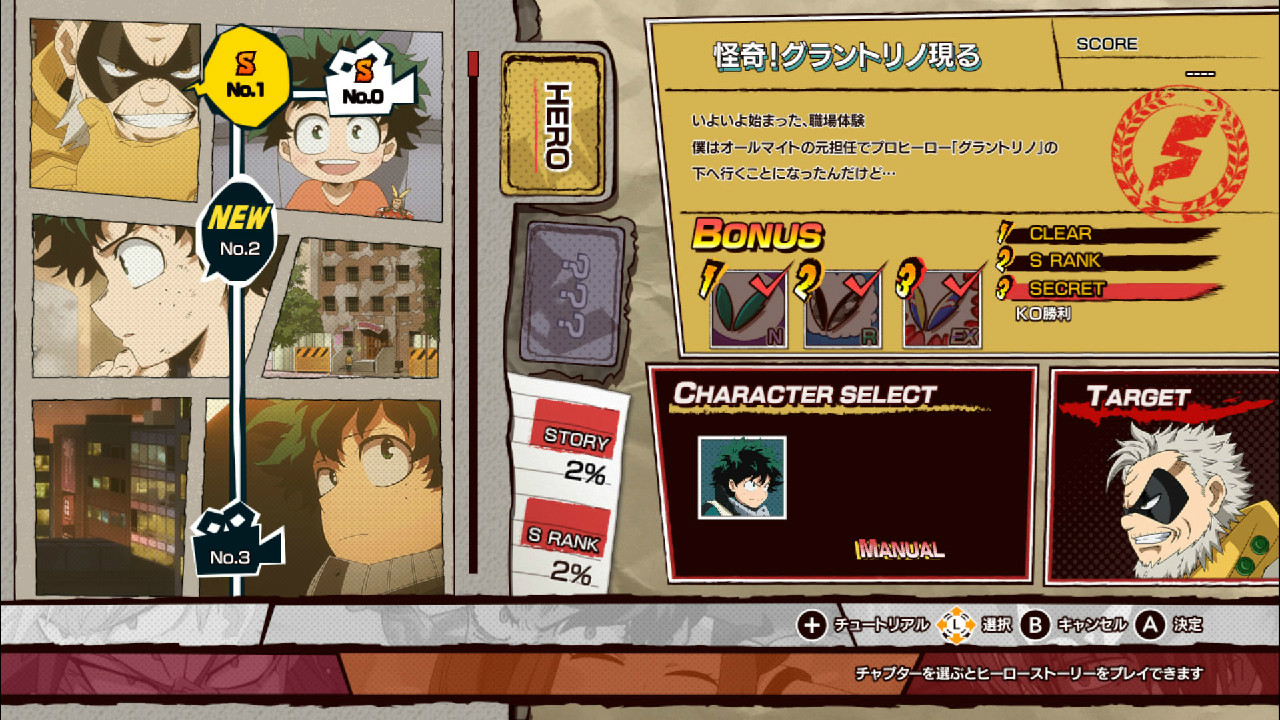 S
No.1
S
No.0
NEW
No.2
No.3
HERO
???
STORY
2%
S RANK
2%
怪奇!グラントリノ現る
SCORE
----
いよいよ始まった、職場体験
僕はオールマイトの元担任でプロヒーロー「グラントリノ」の
下へ行くことになったんだけど…
S
BONUS
1
N
2
R
3
EX
1 CLEAR
2 S RANK
3 SECRET
KO勝利
CHARACTER SELECT
MANUAL
TARGET
+ チュートリアル L 選択 B キャンセル A 決定
チャプターを選ぶとヒーローストーリーをプレイできます